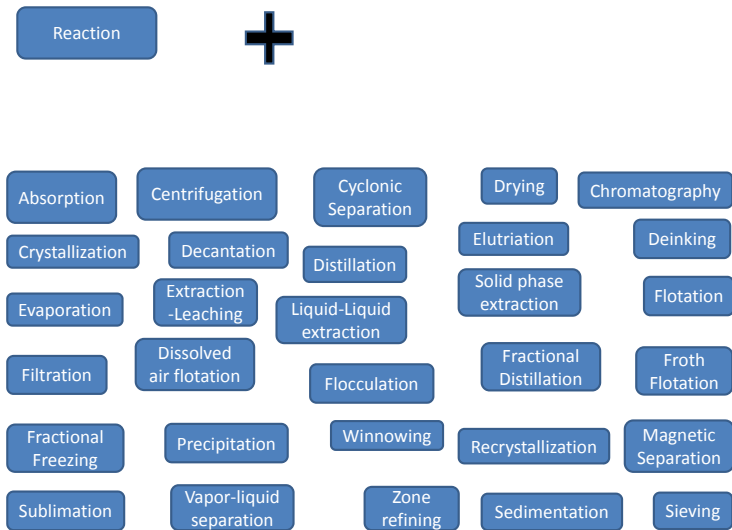 Reaction
Absorption
Centrifugation
Cyclonic
Separation
Drying
Chromatography
Crystallization
Decantation
Distillation
Elutriation
Deinking
Evaporation
Extraction
-Leaching
Liquid-Liquid
extraction
Solid phase
extraction
Flotation
Filtration
Dissolved
air flotation
Flocculation
Fractional
Distillation
Froth
Flotation
Fractional
Freezing
Precipitation
Winnowing
Recrystallization
Magnetic
Separation
Sublimation
Vapor-liquid
separation
Zone
refining
Sedimentation
Sieving